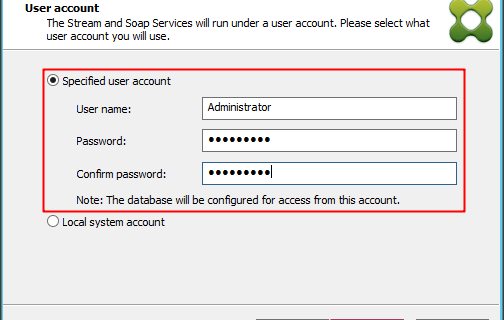 User account
The Stream and Soap Services will run under a user account. Please select what
user account you will use.
Specified user account
User name:
Administrator
Password:
●●●●●●●●●
Confirm password:
●●●●●●●●●
Note: The database will be configured for access from this account.
Local system account